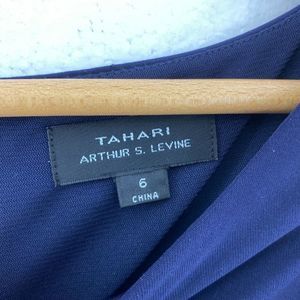 TAHARI
ARTHUR S. LEVINE
6
CHINA